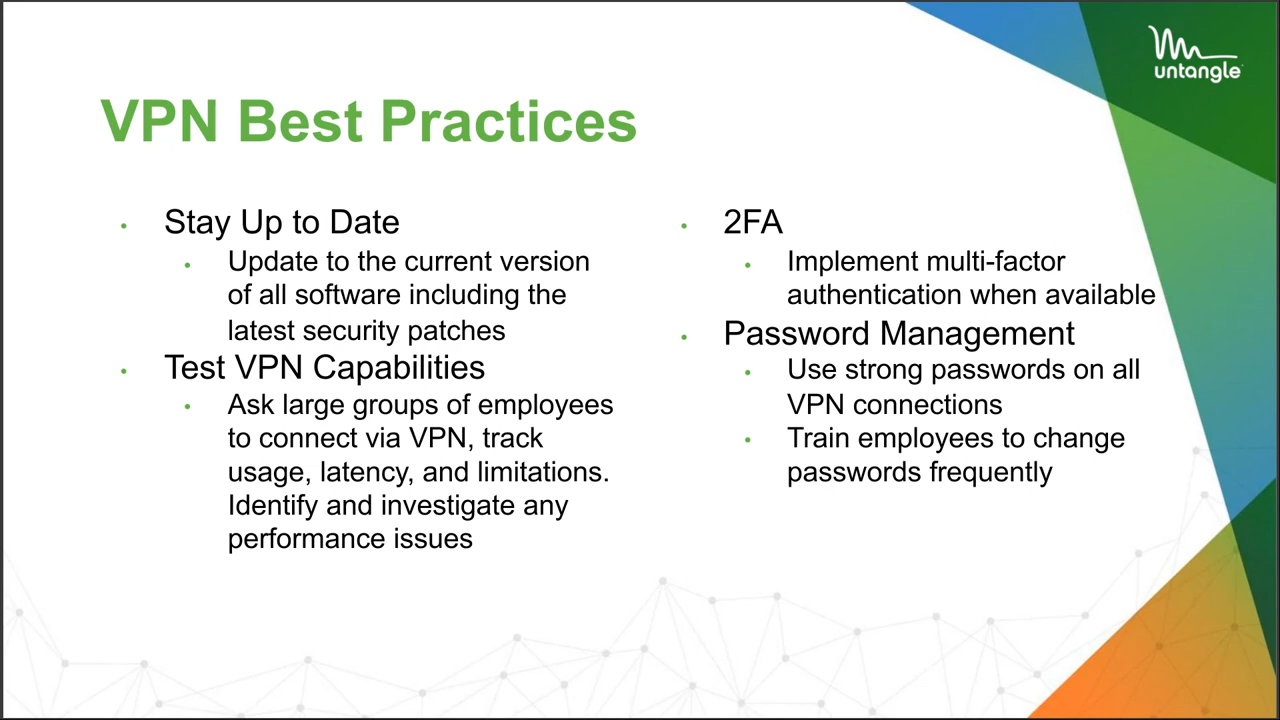 untangle
VPN Best Practices
• Stay Up to Date
• Update to the current version
of all software including the
latest security patches
• Test VPN Capabilities
• Ask large groups of employees
to connect via VPN, track
usage, latency, and limitations.
Identify and investigate any
performance issues
• 2FA
• Implement multi-factor
authentication when available
• Password Management
• Use strong passwords on all
VPN connections
• Train employees to change
passwords frequently